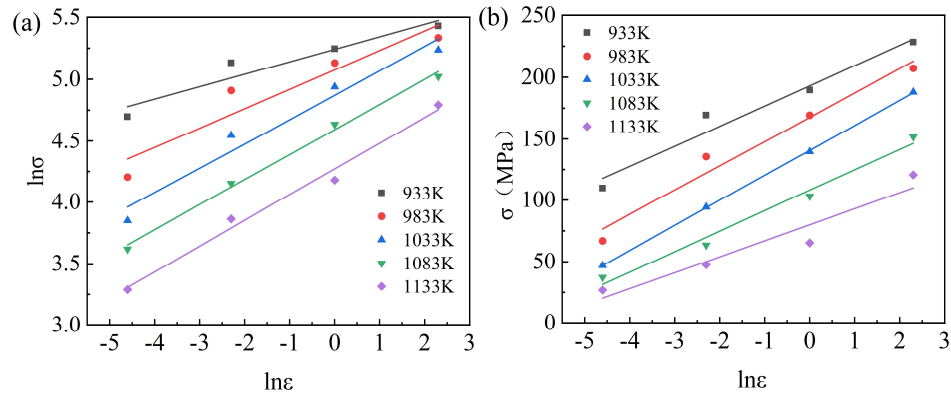 (a)
5.5
5.0
4.5
4.0
3.5
3.0
lnσ
933K
983K
1033K
1083K
1133K
-5 -4 -3 -2 -1 0 1 2 3
lnε
(b)
250
200
150
100
50
0
σ（MPa）
933K
983K
1033K
1083K
1133K
-5 -4 -3 -2 -1 0 1 2 3
lnε